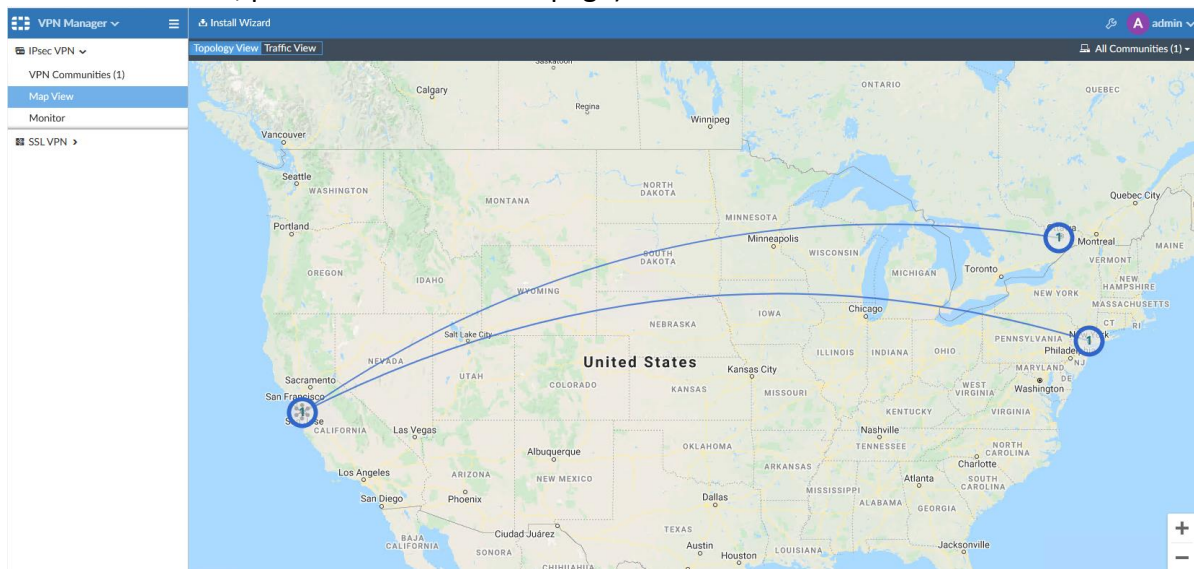 VPN Manager
Install Wizard
A admin
IPsec VPN
Topology View Traffic View
All Communities (1)
VPN Communities (1)
Map View
Monitor
SSL VPN
Saskatoon
Calgary
ONTARIO
QUEBEC
Regina
Winnipeg
Vancouver
Seattle
WASHINGTON
NORTH
DAKOTA
MONTANA
Quebec City
MINNESOTA
Portland
Minneapolis
1
Montreal
MAINE
SOUTH
DAKOTA
WISCONSIN
VERMONT
OREGON
IDAHO
MICHIGAN
Toronto
NEW
HAMPSHIRE
WYOMING
NEW YORK
MASSACHUSETTS
IOWA
Chicago
CT
RI
NEBRASKA
Salt Lake City
PENNSYLVANIA
1
United States
ILLINOIS
INDIANA
OHIO
NEVADA
NJ
UTAH
Kansas City
MARYLAND
Sacramento
COLORADO
KANSAS
MISSOURI
WEST
VIRGINIA
Washington
DE
San Francisco
1
KENTUCKY
VIRGINIA
CALIFORNIA
Las Vegas
Nashville
OKLAHOMA
TENNESSEE
NORTH
CAROLINA
Albuquerque
Charlotte
Los Angeles
ARIZONA
NEW MEXICO
ARKANSAS
Atlanta
SOUTH
CAROLINA
San Diego
Phoenix
Dallas
MISSISSIPPI
ALABAMA
GEORGIA
TEXAS
BAJA
CALIFORNIA
Ciudad Juárez
SONORA
Austin
Houston
LOUISIANA
Jacksonville
CHIHUAHUA